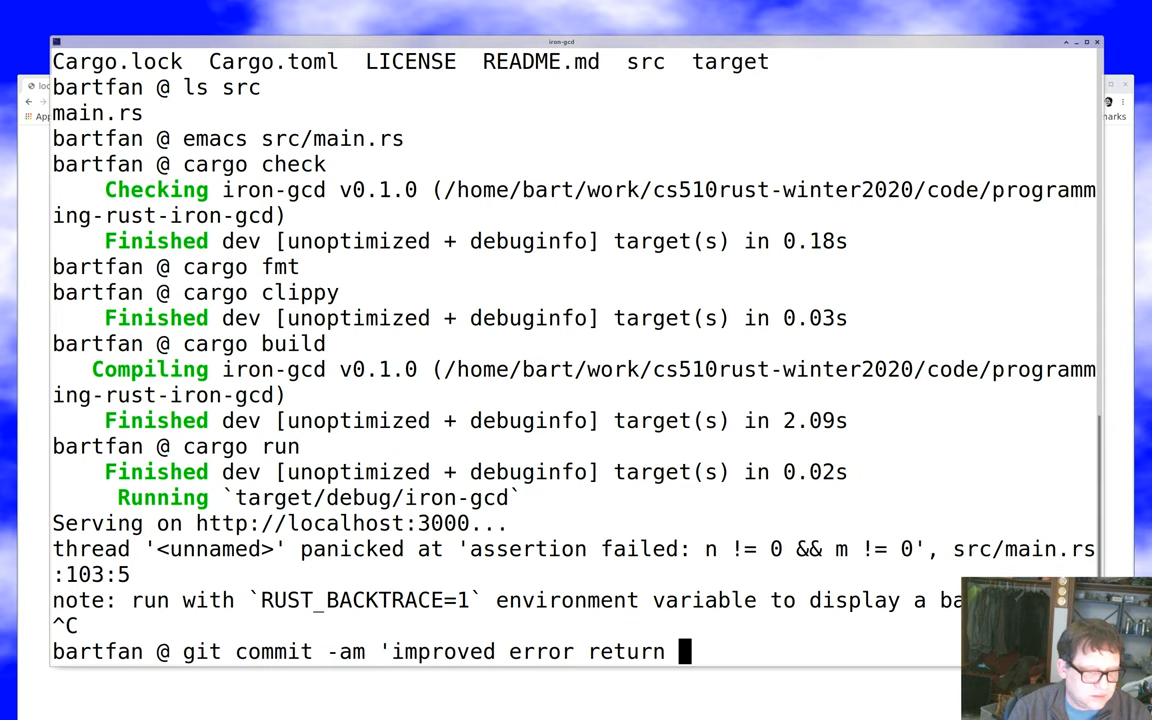 iron-gcd
Cargo.lock  Cargo.toml  LICENSE  README.md  src  target
bartfan @ ls src
main.rs
bartfan @ emacs src/main.rs
bartfan @ cargo check
    Checking iron-gcd v0.1.0 (/home/bart/work/cs510rust-winter2020/code/programm
ing-rust-iron-gcd)
    Finished dev [unoptimized + debuginfo] target(s) in 0.18s
bartfan @ cargo fmt
bartfan @ cargo clippy
    Finished dev [unoptimized + debuginfo] target(s) in 0.03s
bartfan @ cargo build
   Compiling iron-gcd v0.1.0 (/home/bart/work/cs510rust-winter2020/code/programm
ing-rust-iron-gcd)
    Finished dev [unoptimized + debuginfo] target(s) in 2.09s
bartfan @ cargo run
    Finished dev [unoptimized + debuginfo] target(s) in 0.02s
     Running `target/debug/iron-gcd`
Serving on http://localhost:3000...
thread '<unnamed>' panicked at 'assertion failed: n != 0 && m != 0', src/main.rs
:103:5
note: run with `RUST_BACKTRACE=1` environment variable to display a ba
^C
bartfan @ git commit -am 'improved error return
loc
App
narks